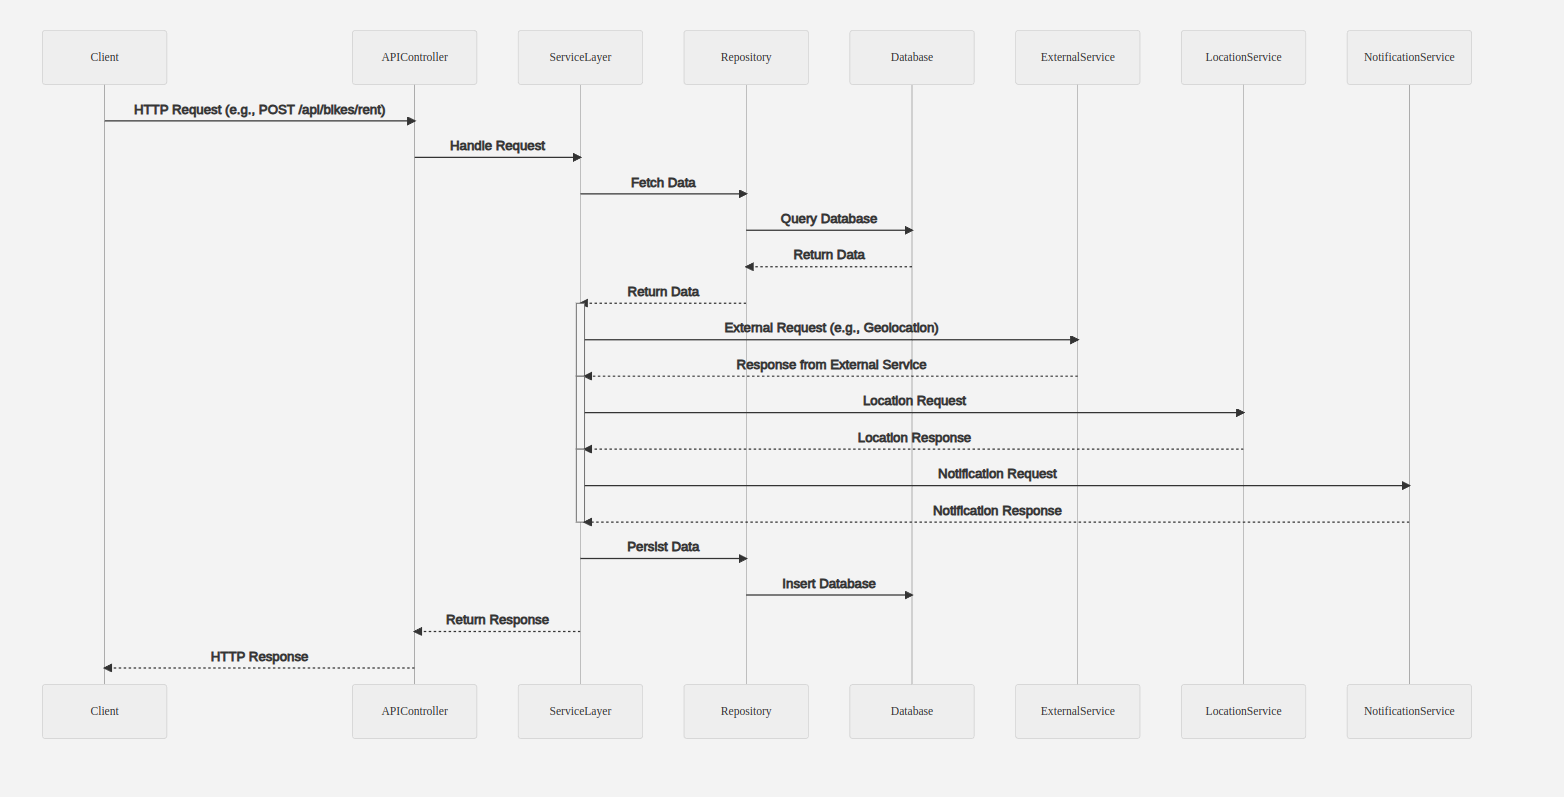 Client
APIController
ServiceLayer
Repository
Database
ExternalService
LocationService
NotificationService
HTTP Request (e.g., POST /api/bikes/rent)
Handle Request
Fetch Data
Query Database
Return Data
Return Data
External Request (e.g., Geolocation)
Response from External Service
Location Request
Location Response
Notification Request
Notification Response
Persist Data
Insert Database
Return Response
HTTP Response
Client
APIController
ServiceLayer
Repository
Database
ExternalService
LocationService
NotificationService